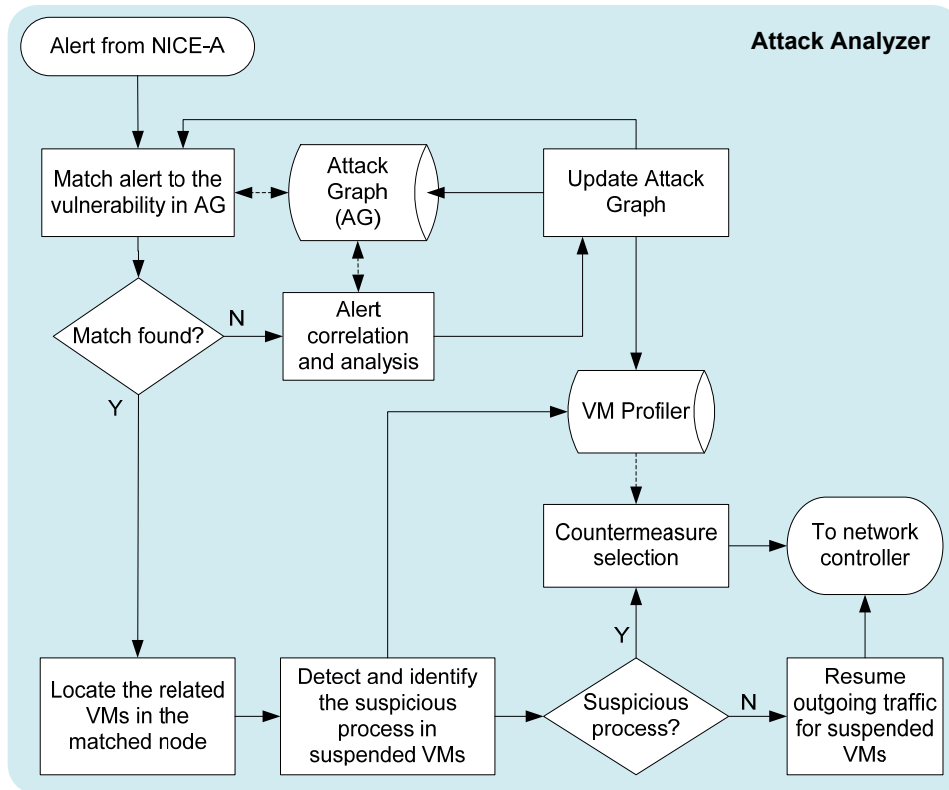 Alert from NICE-A
Attack Analyzer
Match alert to the
vulnerability in AG
Attack
Graph
(AG)
Update Attack
Graph
Match found?
N
Alert
correlation
and analysis
Y
VM Profiler
Countermeasure
selection
To network
controller
Y
Locate the related
VMs in the
matched node
Detect and identify
the suspicious
process in
suspended VMs
Suspicious
process?
N
Resume
outgoing traffic
for suspended
VMs